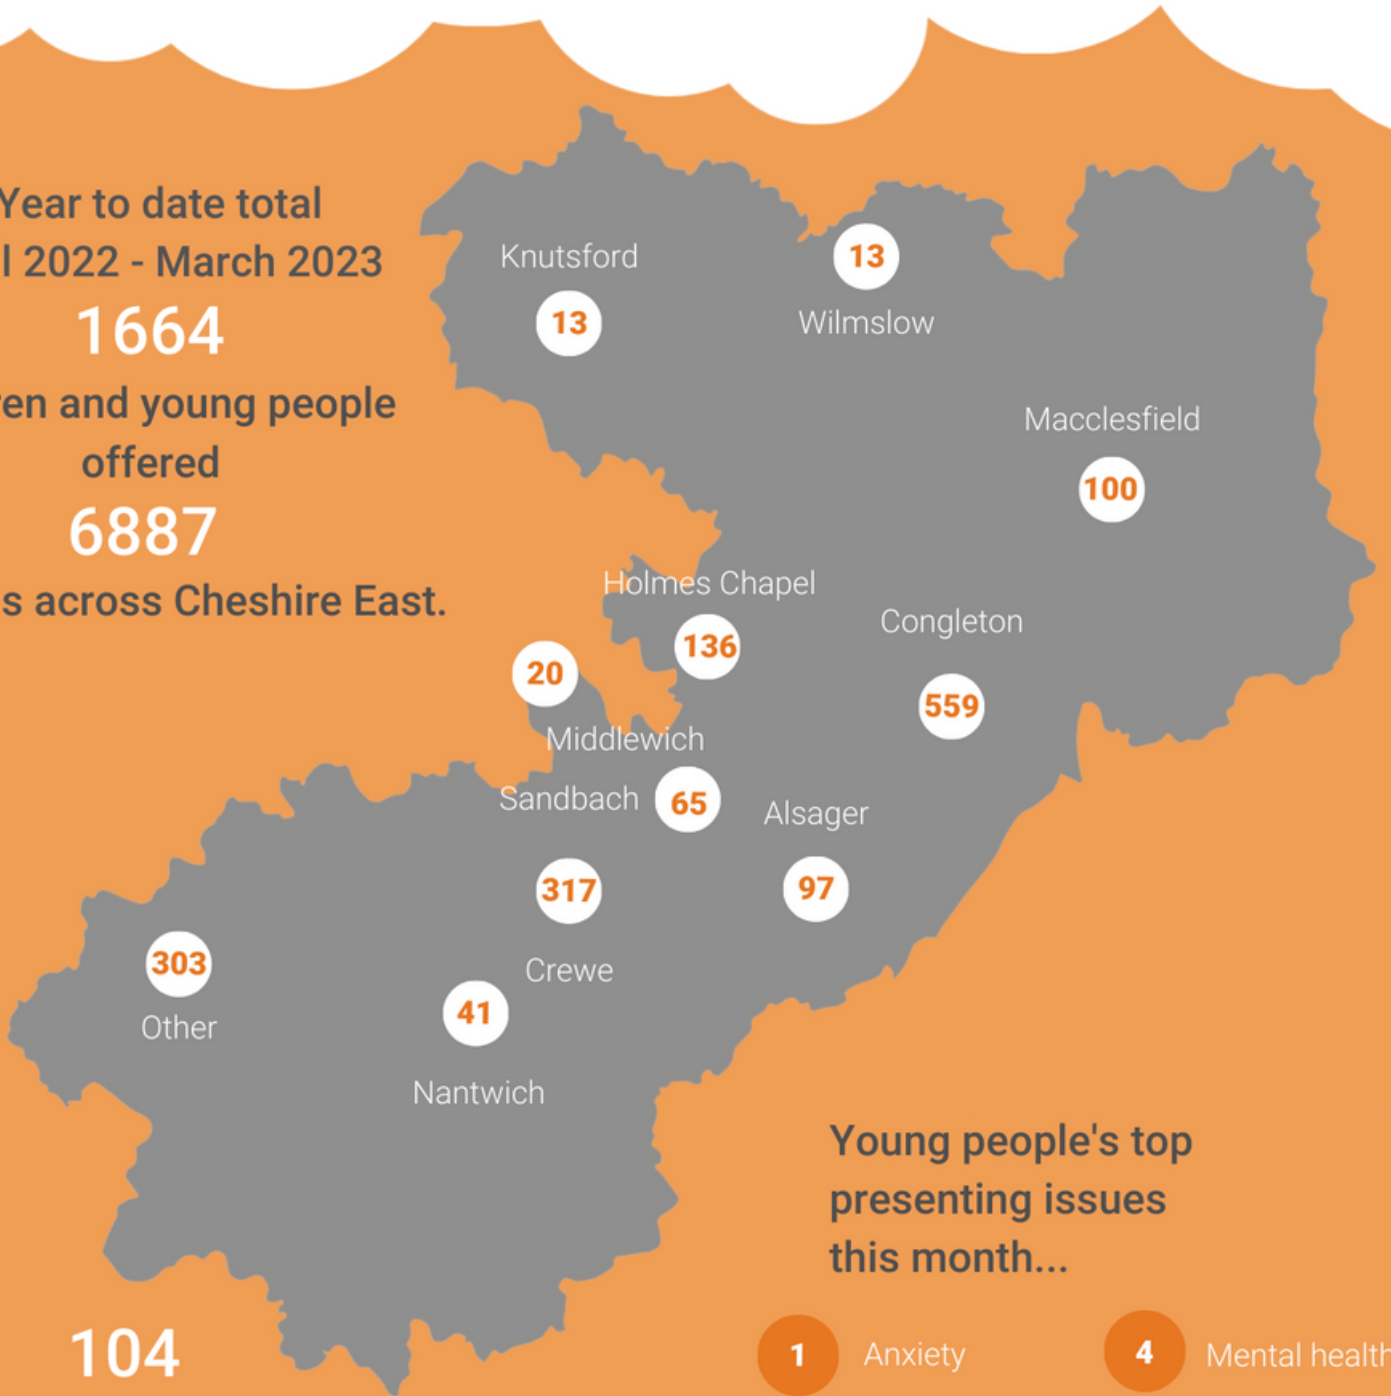 Year to date total
l 2022 - March 2023
1664
ren and young people
offered
6887
s across Cheshire East.
Knutsford
13
13
Wilmslow
Macclesfield
100
Holmes Chapel
136
Congleton
559
20
Middlewich
Sandbach
65
Alsager
97
317
Crewe
303
Other
41
Nantwich
Young people's top
presenting issues
this month...
104
1 Anxiety
4 Mental health